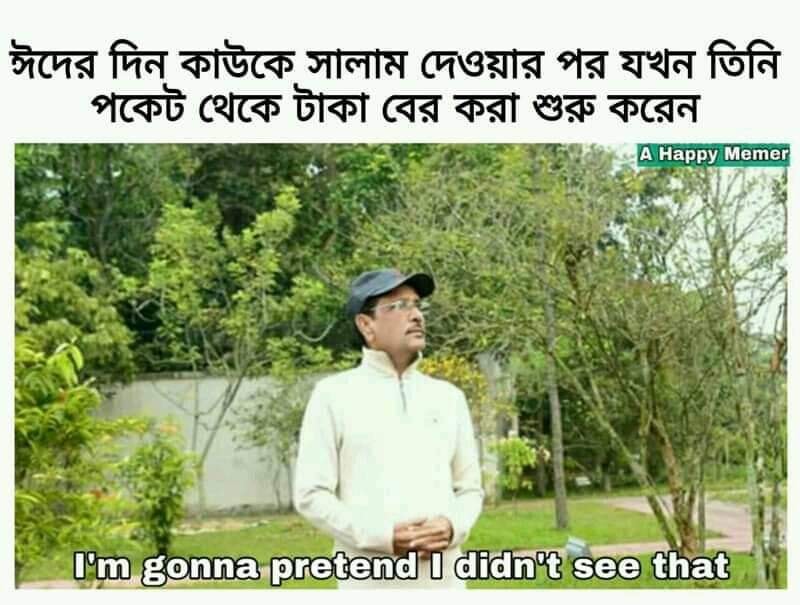 ঈদের দিন কাউকে সালাম দেওয়ার পর যখন তিনি
পকেট থেকে টাকা বের করা শুরু করেন
A Happy Memer
I'm gonna pretend I didn't see that